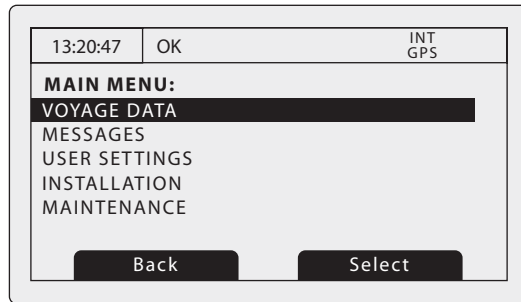 13:20:47 OK INT
GPS
MAIN MENU:
VOYAGE DATA
MESSAGES
USER SETTINGS
INSTALLATION
MAINTENANCE
Back Select